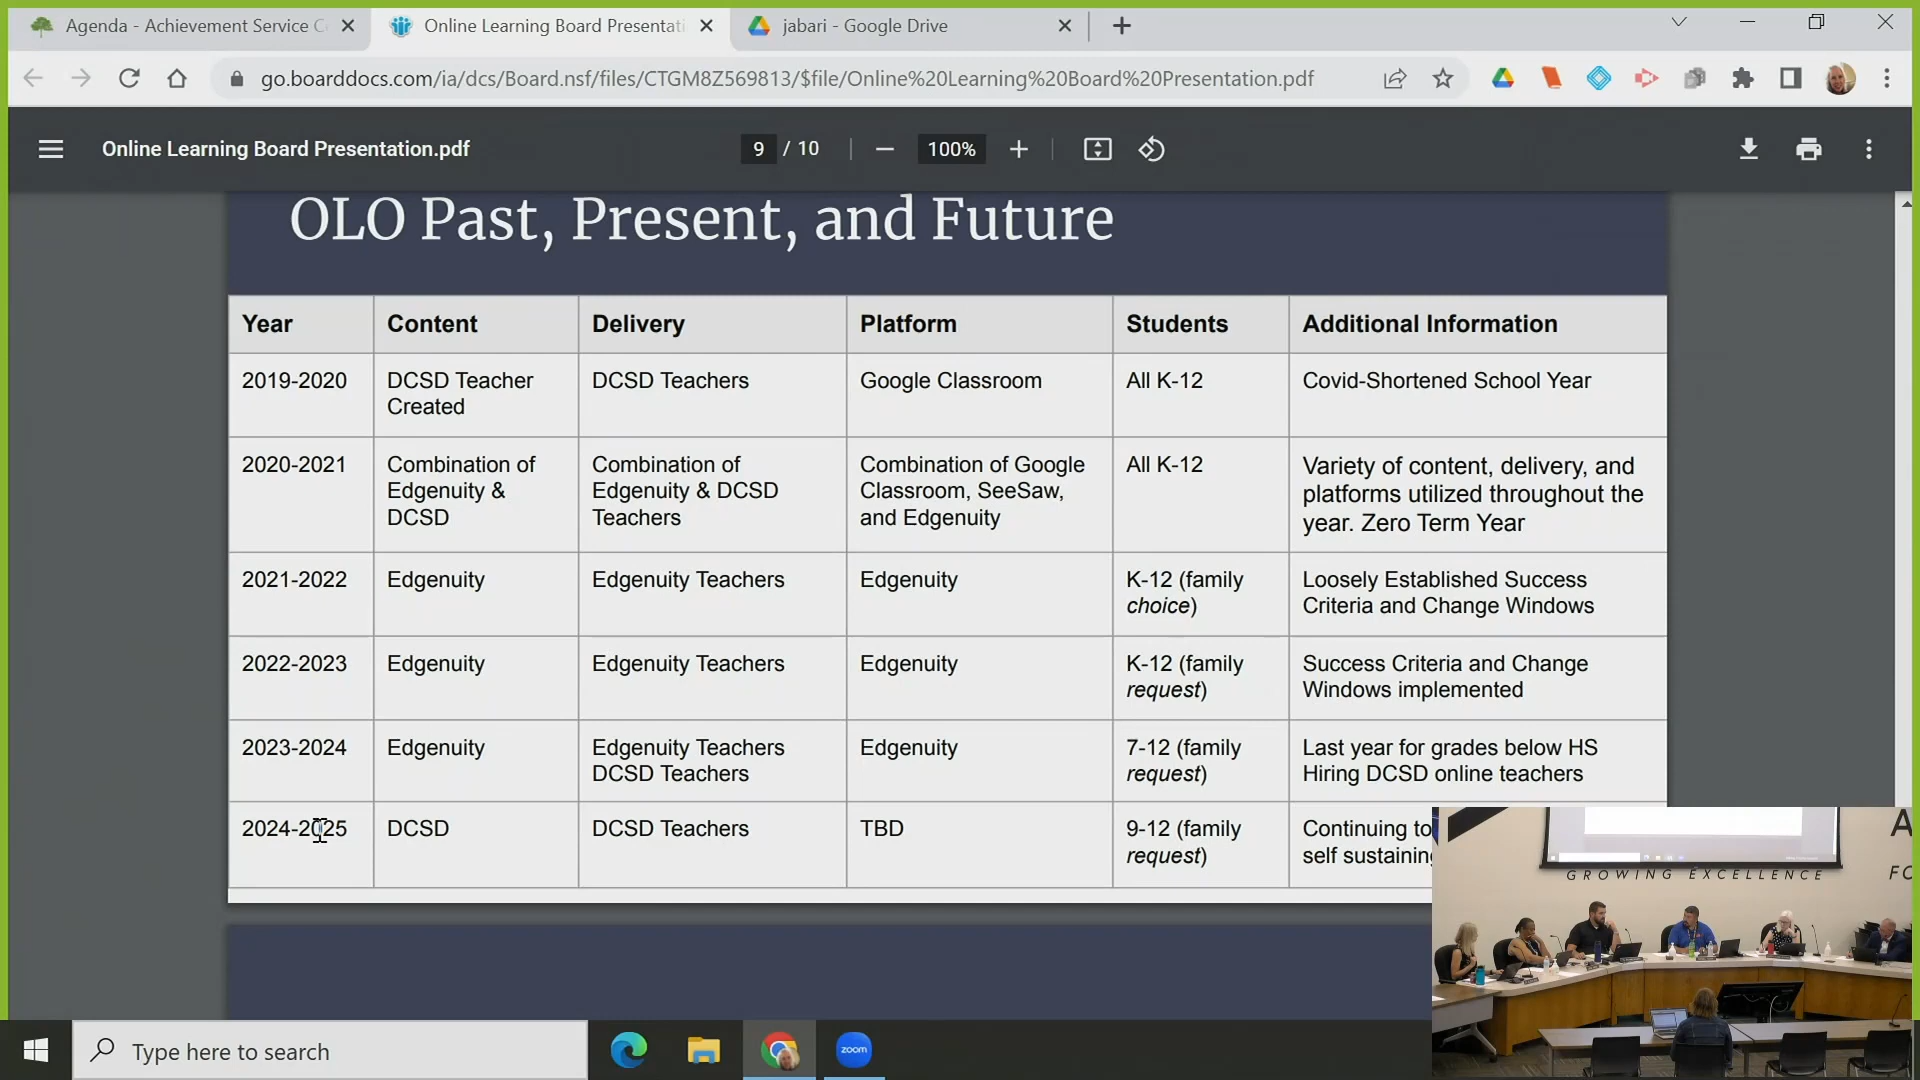 Agenda - Achievement Service C
Online Learning Board Presentati
jabari - Google Drive
go.boarddocs.com/ia/dcs/Board.nsf/files/CTGM8Z569813/$file/Online%20Learning%20Board%20Presentation.pdf
Online Learning Board Presentation.pdf
9 / 10
100%
OLO Past, Present, and Future
Year Content Delivery Platform Students Additional Information
2019-2020 DCSD Teacher DCSD Teachers Google Classroom All K-12 Covid-Shortened School Year
Created
2020-2021 Combination of Combination of Combination of Google All K-12 Variety of content, delivery, and
Edgenuity & Edgenuity & DCSD Classroom, SeeSaw, platforms utilized throughout the
DCSD Teachers and Edgenuity year. Zero Term Year
2021-2022 Edgenuity Edgenuity Teachers Edgenuity K-12 (family Loosely Established Success
choice) Criteria and Change Windows
2022-2023 Edgenuity Edgenuity Teachers Edgenuity K-12 (family Success Criteria and Change
request) Windows implemented
2023-2024 Edgenuity Edgenuity Teachers Edgenuity 7-12 (family Last year for grades below HS
DCSD Teachers request) Hiring DCSD online teachers
2024-2025 DCSD DCSD Teachers TBD 9-12 (family Continuing to
request) self sustaining
A
GROWING EXCELLENCE FO
Type here to search
zoom